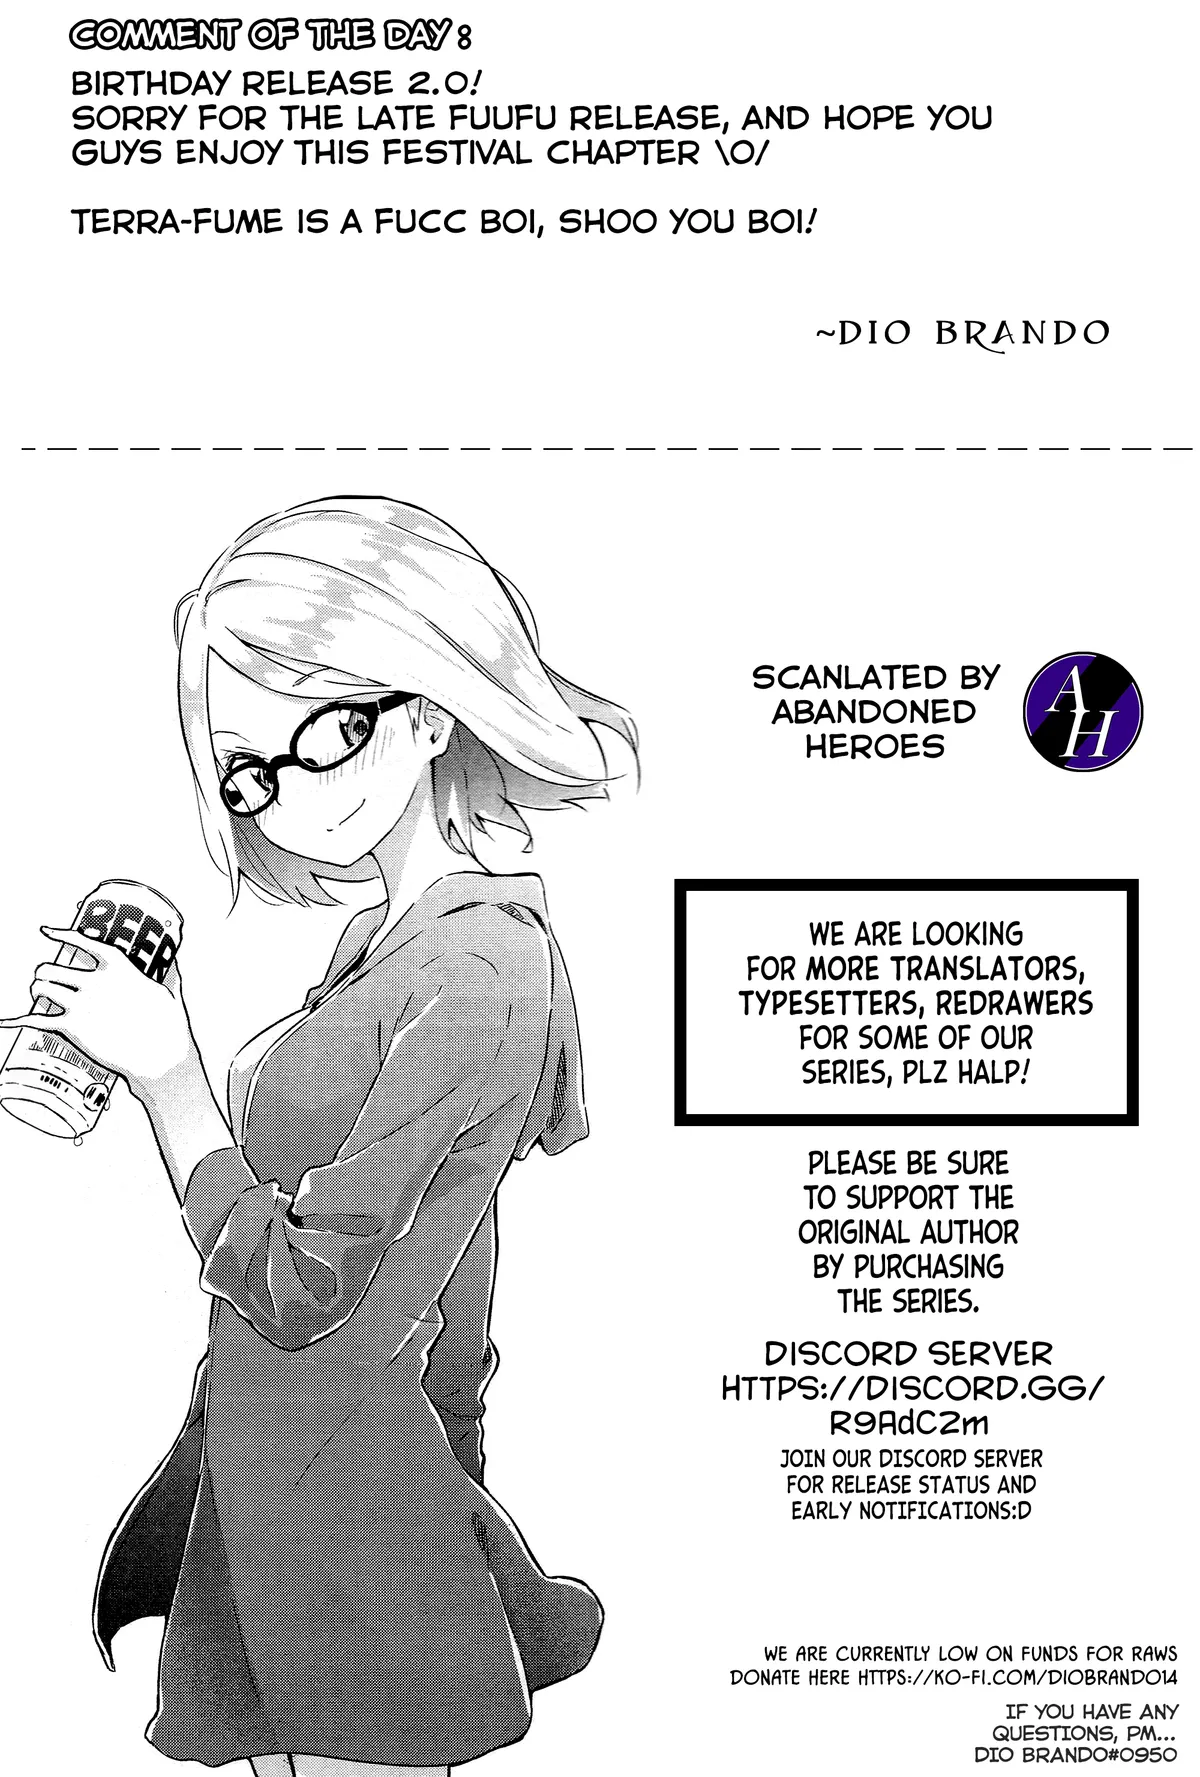 COMMENT OF THE DAY:
BIRTHDAY RELEASE 2.0!
SORRY FOR THE LATE FUUFU RELEASE, AND HOPE YOU
GUYS ENJOY THIS FESTIVAL CHAPTER \O/
TERRA-FUME IS A FUCC BOI, SHOO YOU BOI!
~DIO BRANDO
SCANLATED BY
ABANDONED
HEROES
AH
BEER
WE ARE LOOKING
FOR MORE TRANSLATORS,
TYPESETTERS, REDRAWERS
FOR SOME OF OUR
SERIES, PLZ HALP!
PLEASE BE SURE
TO SUPPORT THE
ORIGINAL AUTHOR
BY PURCHASING
THE SERIES.
DISCORD SERVER
HTTPS://DISCORD.GG/
R9AdC2m
JOIN OUR DISCORD SERVER
FOR RELEASE STATUS AND
EARLY NOTIFICATIONS:D
WE ARE CURRENTLY LOW ON FUNDS FOR RAWS
DONATE HERE HTTPS://KO-FI.COM/DIOBRANDO14
IF YOU HAVE ANY
QUESTIONS, PM...
DIO BRANDO#0950